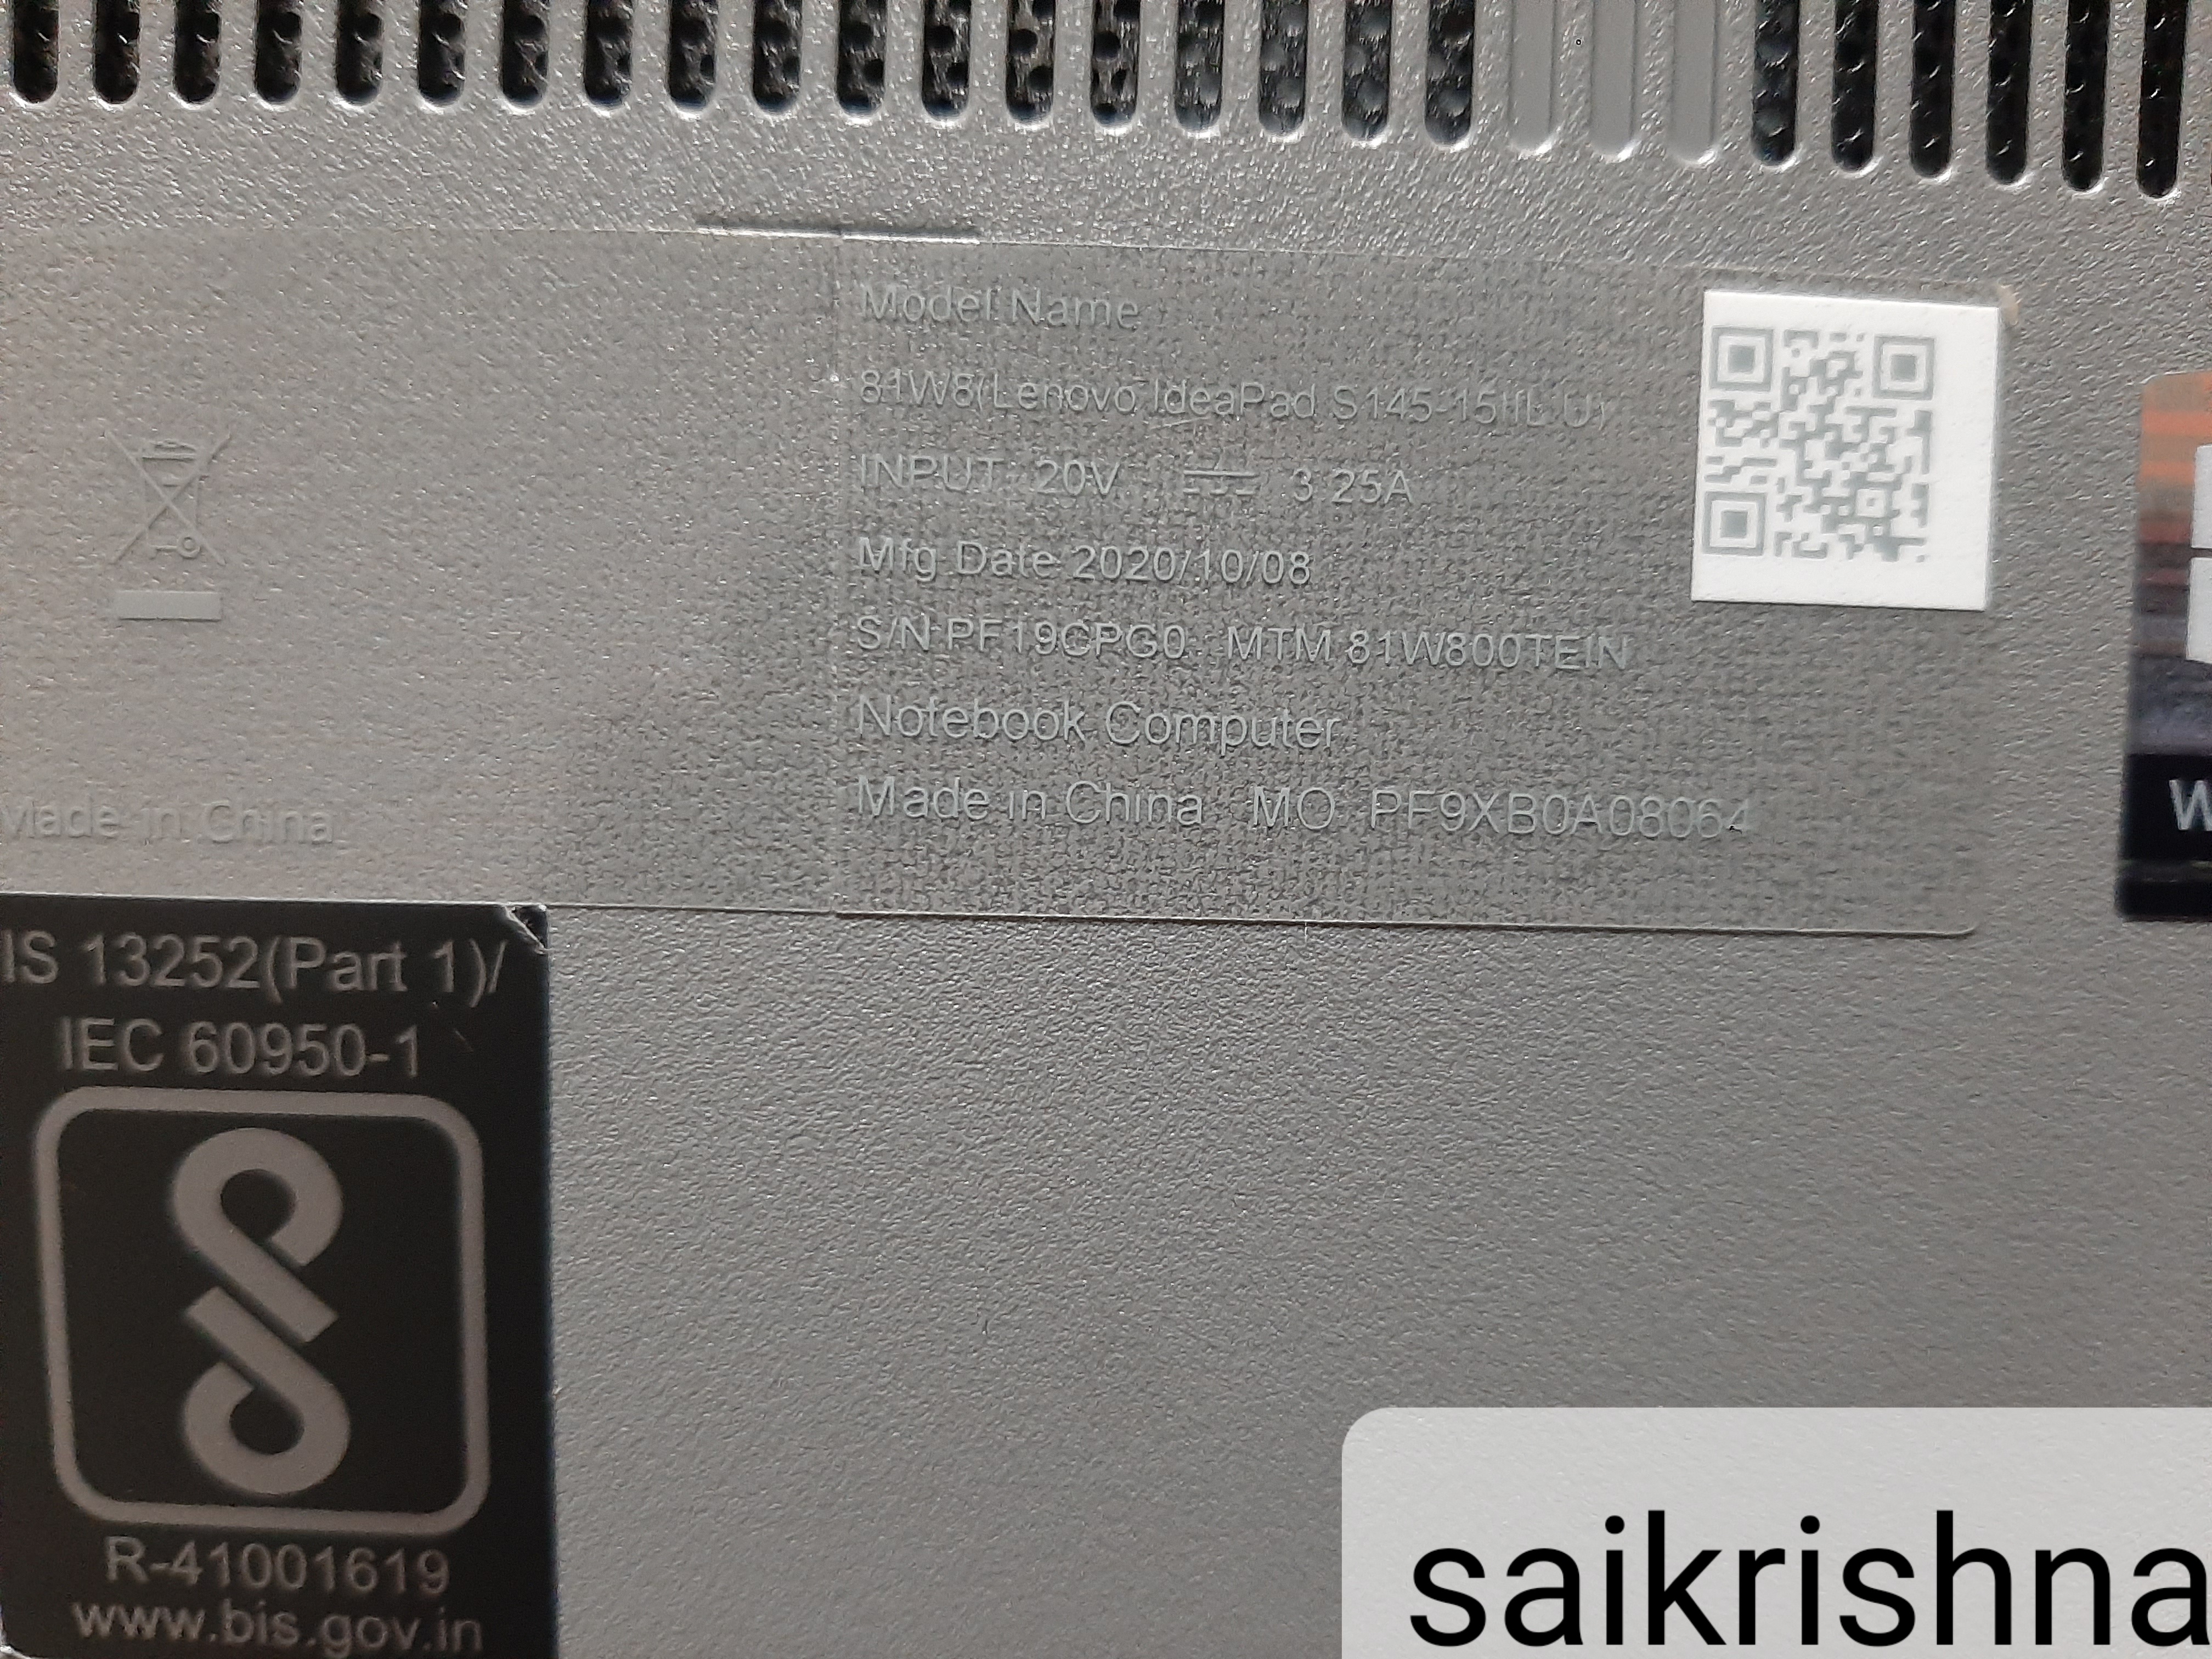 Model Name
81W8(Lenovo IdeaPad S145-15IIL U)
INPUT 20V ⎓ 3.25A
Mfg Date 2020/10/08
S/N PF19CPG0 MTM 81W800TEIN
Notebook Computer
Made in China MO PF9XB0A08064
Made in China
IS 13252(Part 1)/
IEC 60950-1
R-41001619
www.bis.gov.in
W
saikrishna